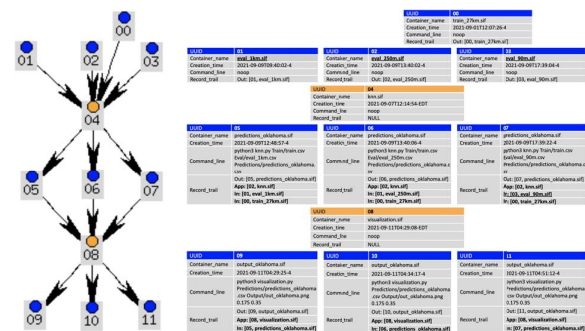 00
01
02
03
04
05
06
07
08
09
10
11
UUID 00
Container_name train_27km.sif
Creation_time 2021-09-01T12:07:26-4
Command_line noop
Record_trail Out: [00, train_27km.sif]
UUID 01
Container_name eval_1km.sif
Creation_time 2021-09-09T09:40:02-4
Command_line noop
Record_trail Out: [01, eval_1km.sif]
UUID 02
Container_name eval_250m.sif
Creation_time 2021-09-09T13:40:02-4
Command_line noop
Record_trail Out: [02, eval_250m.sif]
UUID 33
Container_name eval_90m.sif
Creation_time 2021-09-09T17:39:04-4
Command_line noop
Record_trail Out: [03, eval_90m.sif]
UUID 04
Container_name knn.sif
Creation_time 2021-09-07T12:14:54-EDT
Command_line noop
Record_trail NULL
UUID 05
Container_name predictions_oklahoma.sif
Creation_time 2021-09-09T12:48:57-4
Command_line
python3 knn.py Train/train.csv
Eval/eval_1km.csv
Predictions/predictions_oklahoma.
csv
Record_trail
Out: [05, predictions_oklahoma.sif]
App: [02, knn.sif]
In: [01, eval_1km.sif]
In: [00, train_27km.sif]
UUID 06
Container_name predictions_oklahoma.sif
Creation_time 2021-09-09T13:40:06-4
Command_line
python3 knn.py Train/train.csv
Eval/eval_250m.csv
Predictions/predictions_oklahoma.c
sv
Record_trail
Out: [06, predictions_oklahoma.sif]
App: [02, knn.sif]
In: [01, eval_250m.sif]
In: [00, train_27km.sif]
UUID 07
Container_name predictions_oklahoma.sif
Creation_time 2021-09-09T17:39:22-4
Command_line
python3 knn.py Train/train.csv
Eval/eval_90m.csv
Predictions/predictions_oklahoma.c
sv
Record_trail
Out: [07, predictions_oklahoma.sif]
App: [02, knn.sif]
In: [03, eval_90m.sif]
In: [00, train_27km.sif]
UUID 08
Container_name visualization.sif
Creation_time 2021-09-11T04:29:08-EDT
Command_line noop
Record_trail NULL
UUID 09
Container_name output_oklahoma.sif
Creation_time 2021-09-11T04:29:25-4
Command_line
python3 visualization.py
Predictions/predictions_oklahoma
.csv Output/out_oklahoma.png
0.175 0.35
Record_trail
Out: [09, output_oklahoma.sif]
App: [08, visualization.sif]
In: [05, predictions_oklahoma.sif]
UUID 10
Container_name output_oklahoma.sif
Creation_time 2021-09-11T04:34:17-4
Command_line
python3 visualization.py
Predictions/predictions_oklahoma
.csv Output/out_oklahoma.png
0.175 0.35
Record_trail
Out: [10, output_oklahoma.sif]
App: [08, visualization.sif]
In: [06, predictions_oklahoma.sif]
UUID 11
Container_name output_oklahoma.sif
Creation_time 2021-09-11T04:51:12-4
Command_line
python3 visualization.py
Predictions/predictions_oklahoma
.csv Output/out_oklahoma.png
0.175 0.35
Record_trail
Out: [11, output_oklahoma.sif]
App: [08, visualization.sif]
In: [07, predictions_oklahoma.sif]